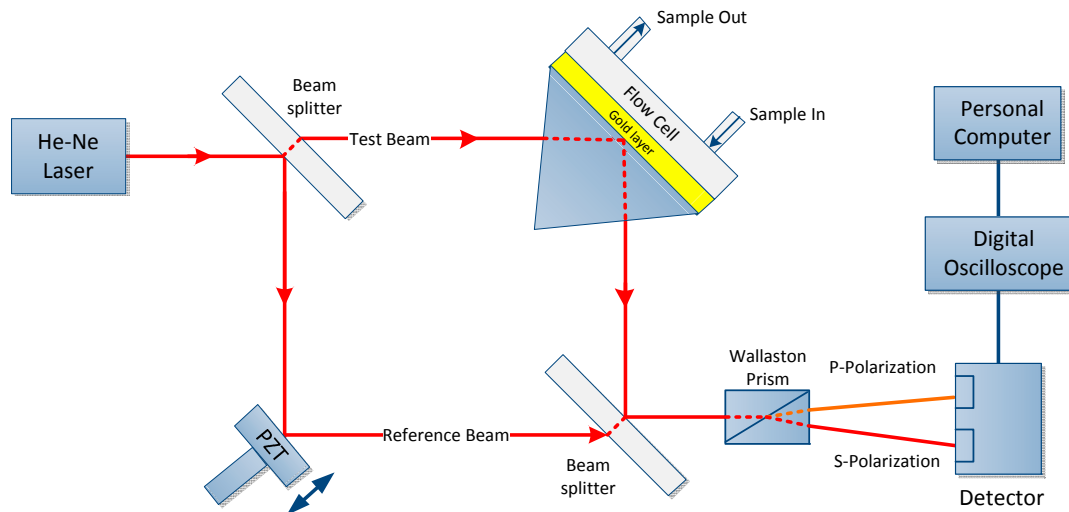 Sample Out
Beam
splitter
Flow Cell
Gold layer
Sample In
Personal
Computer
He-Ne
Laser
Test Beam
Digital
Oscilloscope
Wallaston
Prism
P-Polarization
PZT
Reference Beam
Beam
splitter
S-Polarization
Detector